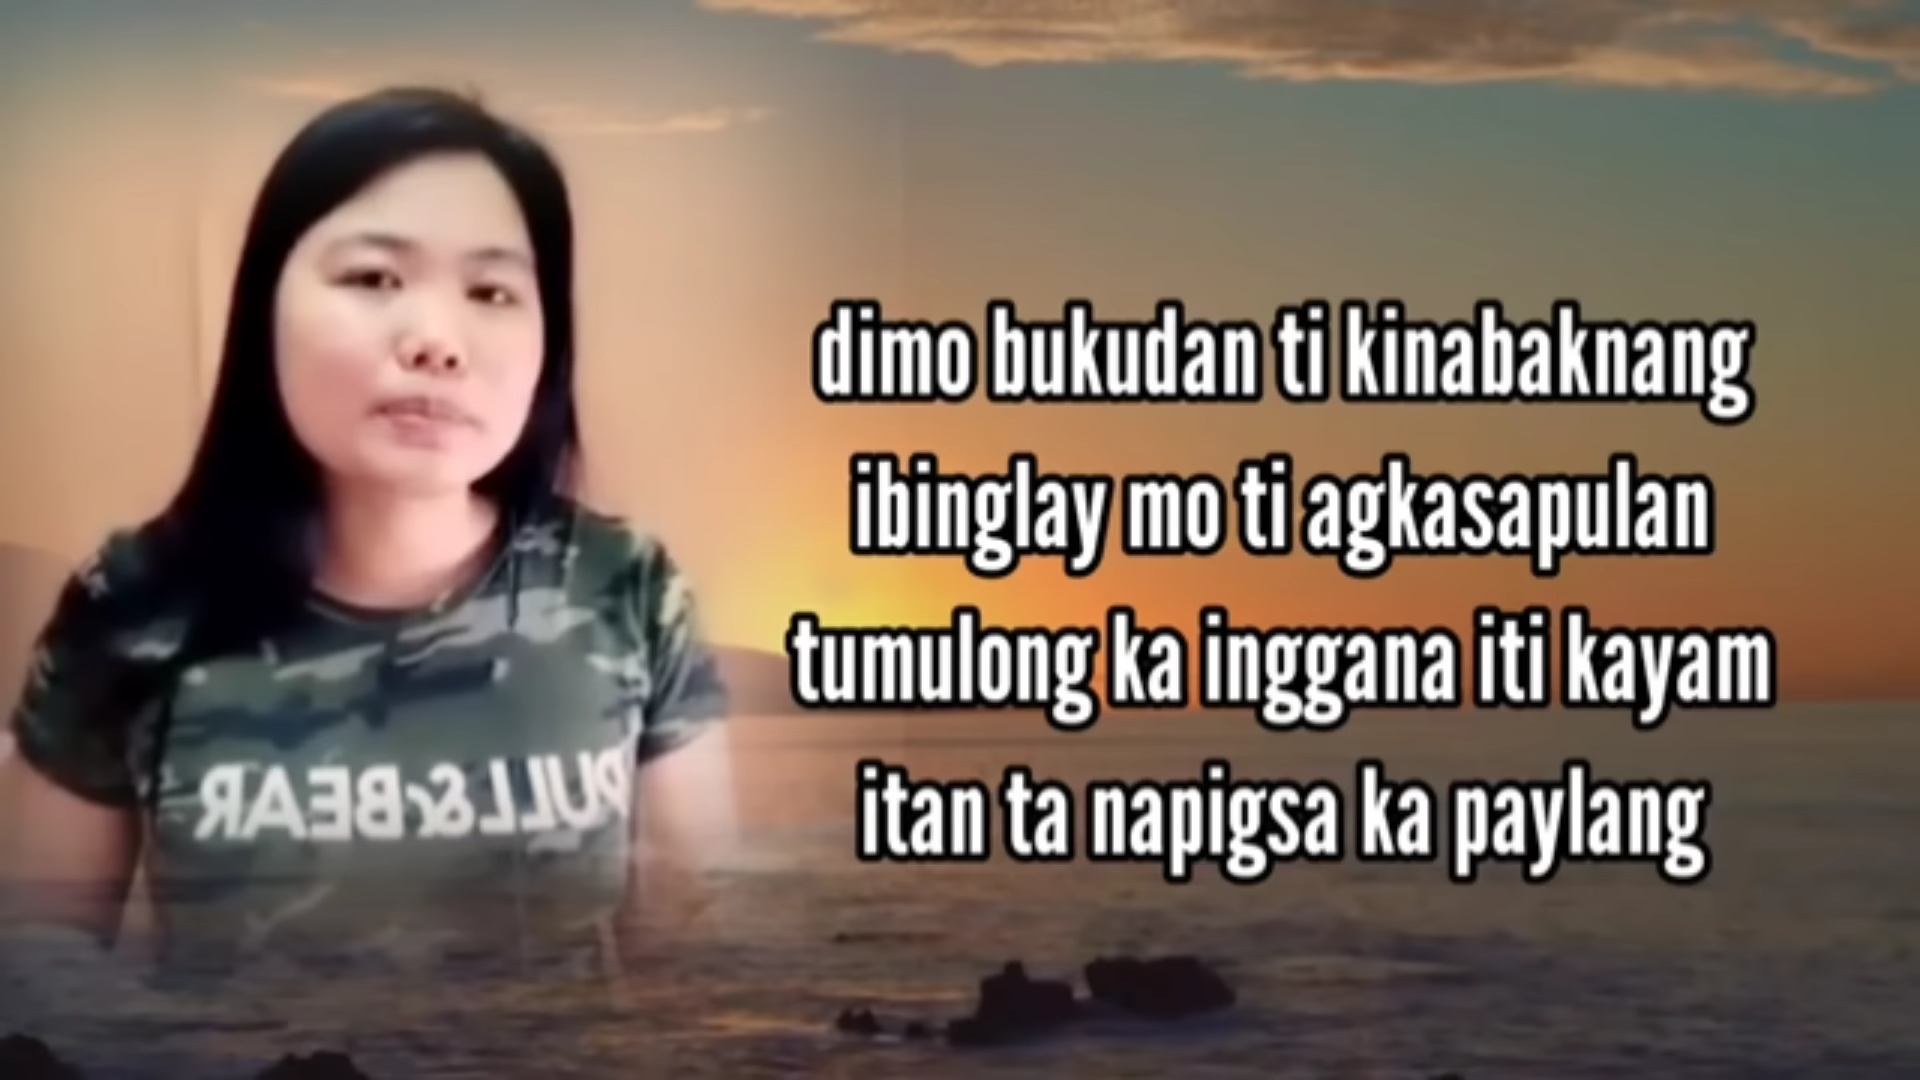 dimo bukudan ti kinabaknang
ibinglay mo ti agkasapulan
tumulong ka inggana iti kayam
itan ta napigsa ka paylang
PULL&BEAR